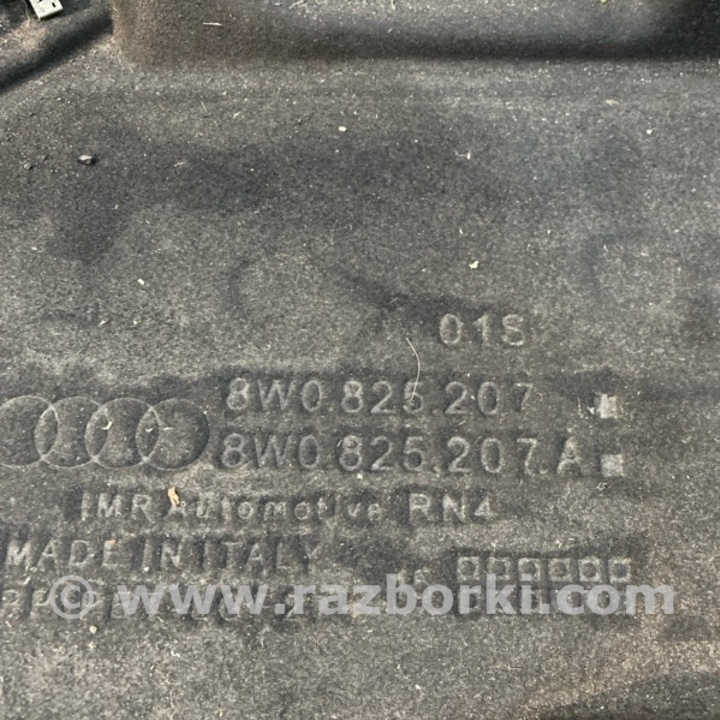 01S
8W0.825.207
8W0.825.207.A
IMR Automotive RN4
MADE IN ITALY
© www.razborki.com